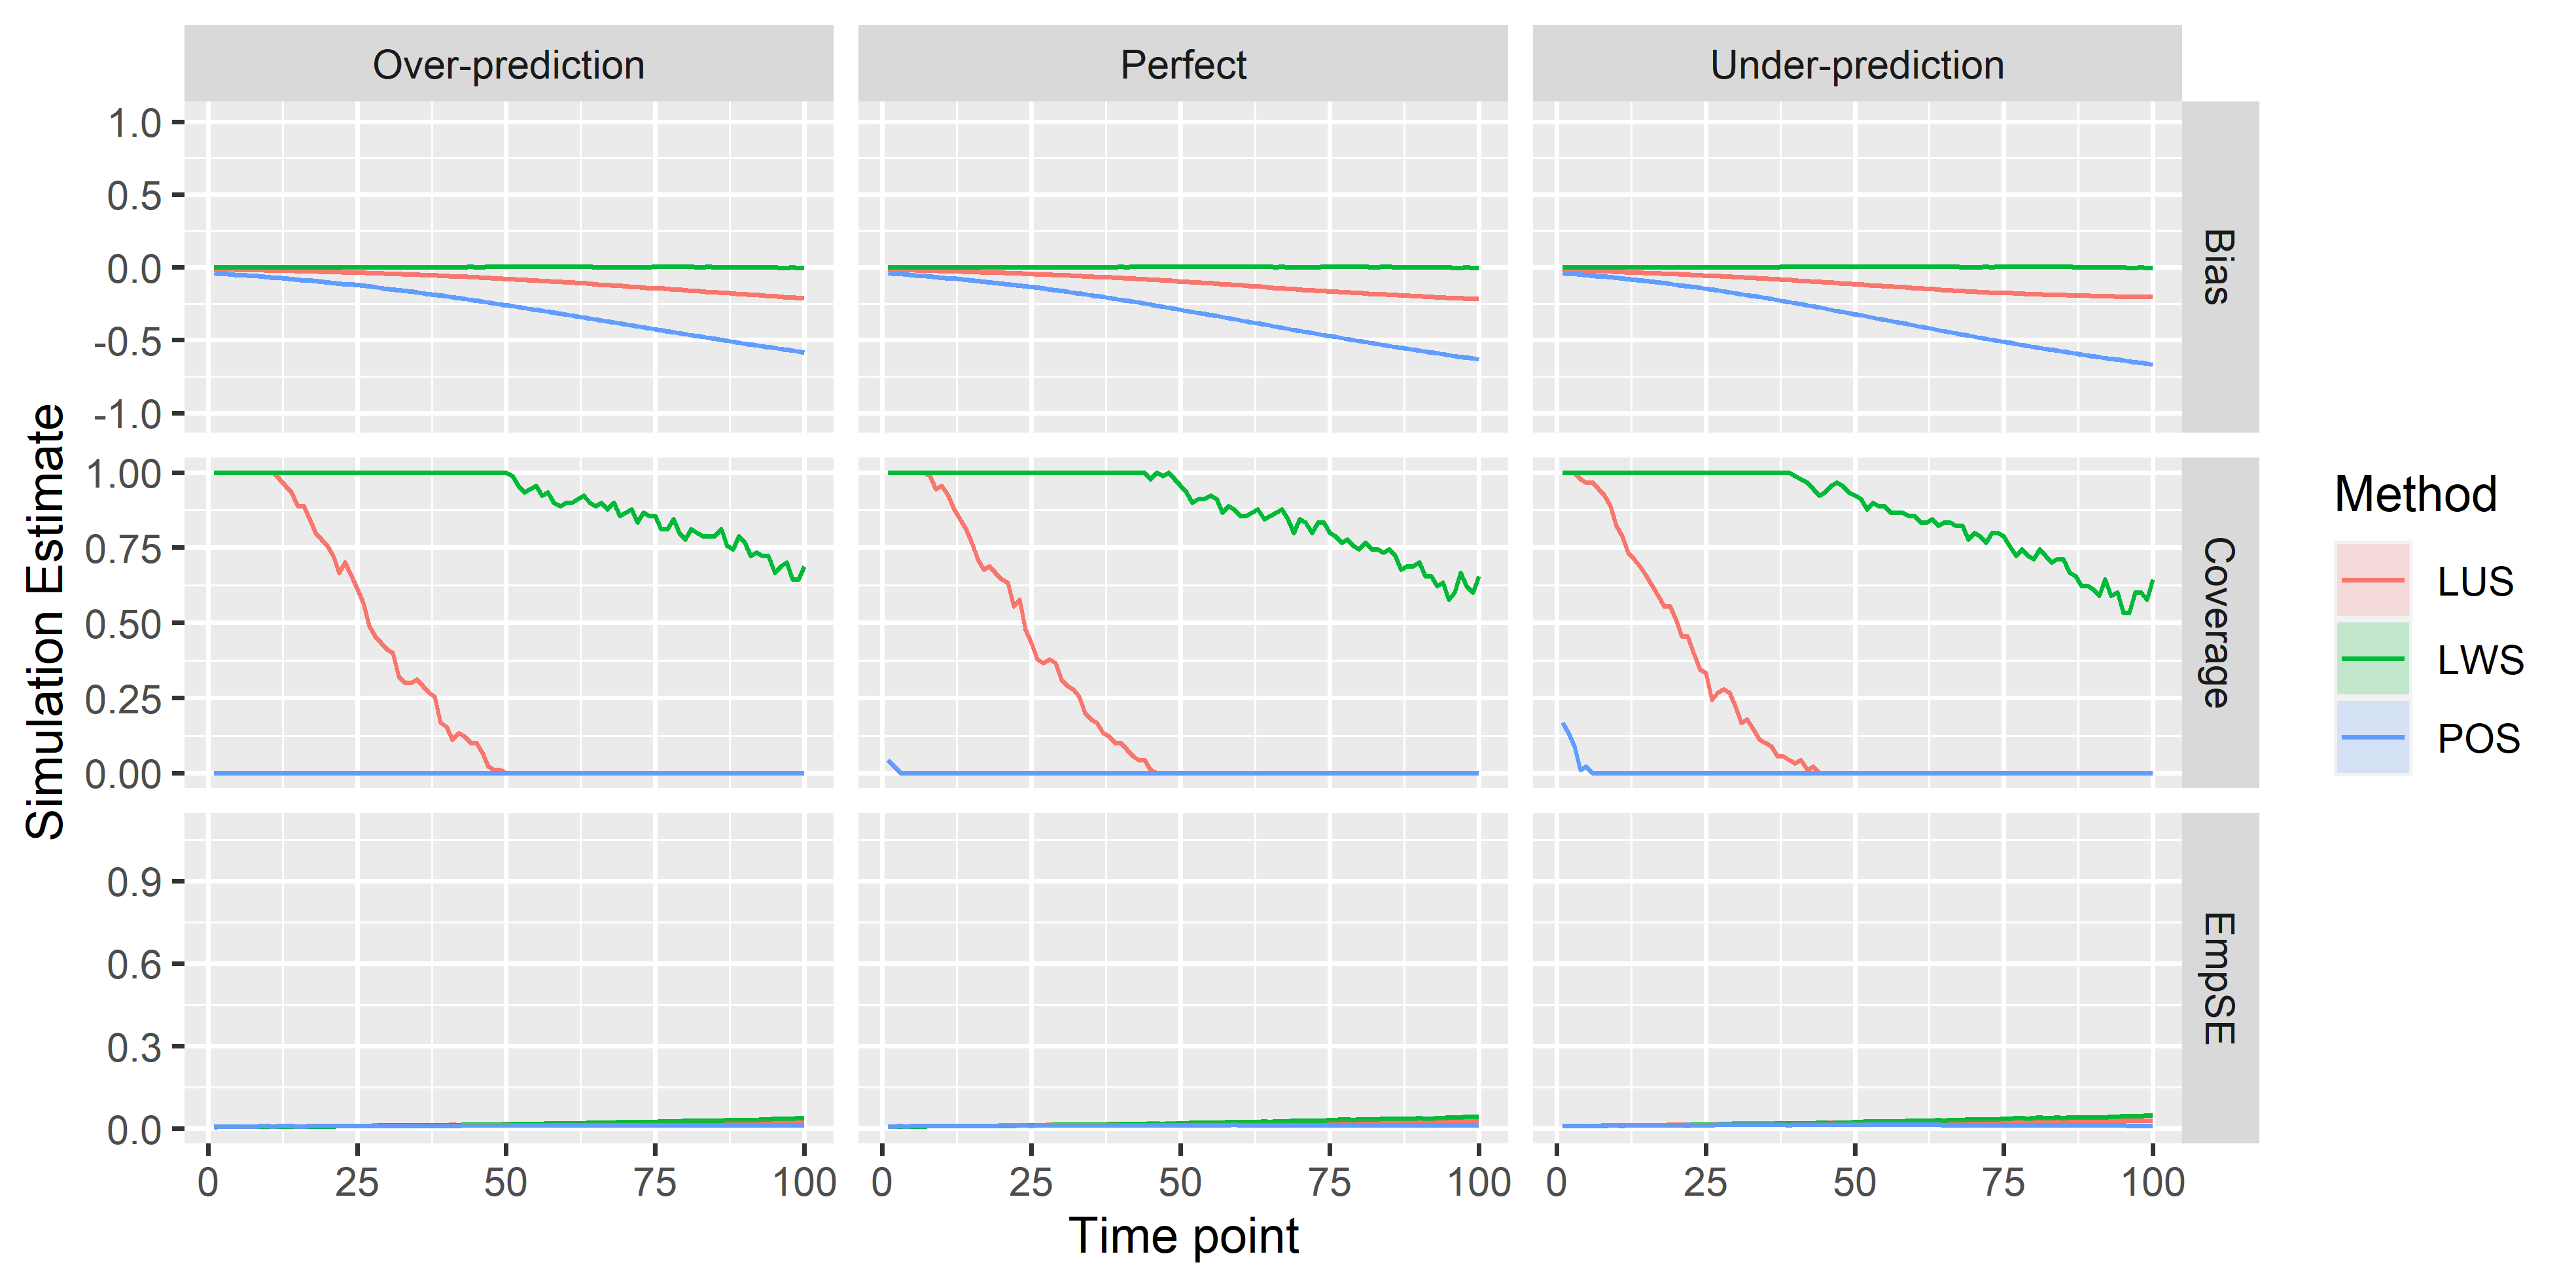 Over-prediction
Perfect
Under-prediction
1.0
0.5
0.0
-0.5
-1.0
Bias
1.00
0.75
0.50
0.25
0.00
Coverage
0.9
0.6
0.3
0.0
EmpSE
0 25 50 75 100
0 25 50 75 100
0 25 50 75 100
Time point
Simulation Estimate
Method
LUS
LWS
POS